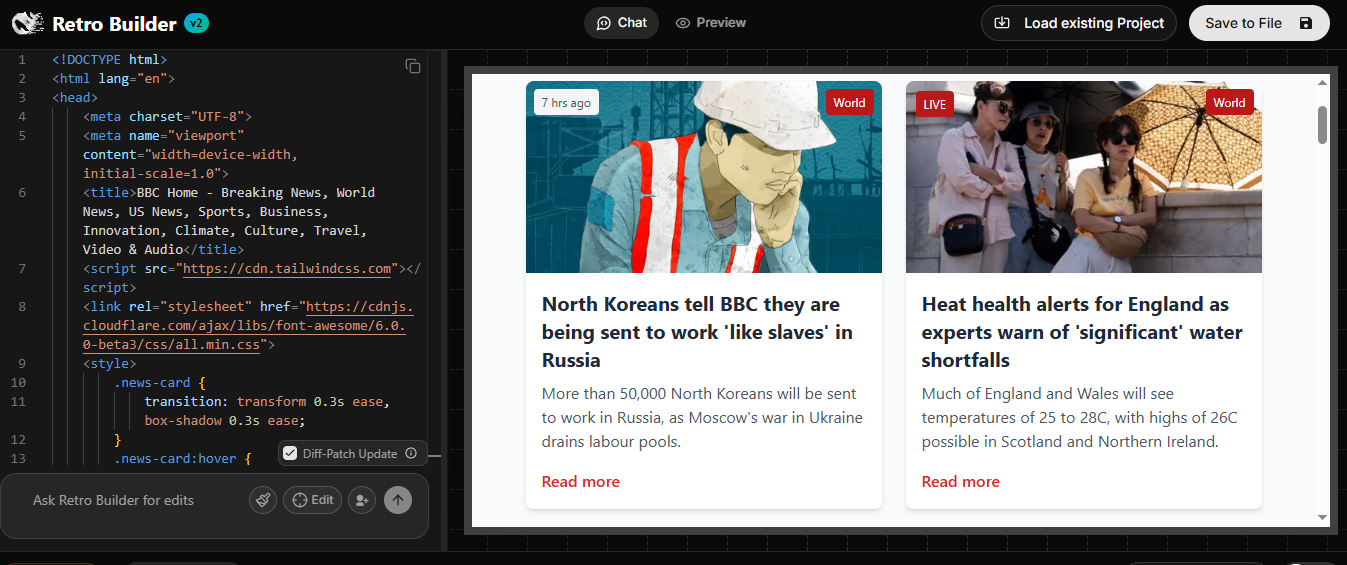 Retro Builder v2
Chat
Preview
Load existing Project
Save to File
1 <!DOCTYPE html>
2 <html lang="en">
3 <head>
4 <meta charset="UTF-8">
5 <meta name="viewport"
content="width=device-width,
initial-scale=1.0">
6 <title>BBC Home - Breaking News, World
News, US News, Sports, Business,
Innovation, Climate, Culture, Travel,
Video & Audio</title>
7 <script src="https://cdn.tailwindcss.com"></
script>
8 <link rel="stylesheet" href="https://cdnjs.
cloudflare.com/ajax/libs/font-awesome/6.0.
0-beta3/css/all.min.css">
9 <style>
10 .news-card {
11 transition: transform 0.3s ease,
box-shadow 0.3s ease;
12 }
13 .news-card:hover {
Diff-Patch Update
Ask Retro Builder for edits
Edit
7 hrs ago
World
North Koreans tell BBC they are
being sent to work 'like slaves' in
Russia
More than 50,000 North Koreans will be sent
to work in Russia, as Moscow's war in Ukraine
drains labour pools.
Read more
LIVE
World
Heat health alerts for England as
experts warn of 'significant' water
shortfalls
Much of England and Wales will see
temperatures of 25 to 28C, with highs of 26C
possible in Scotland and Northern Ireland.
Read more